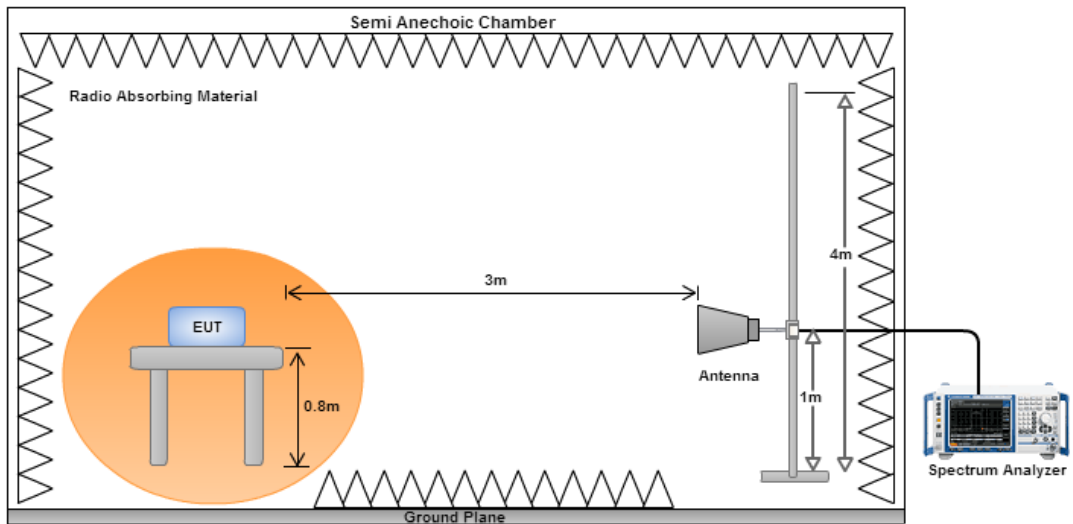 Semi Anechoic Chamber
Radio Absorbing Material
3m
4m
EUT
Antenna
0.8m
1m
Spectrum Analyzer
Ground Plane